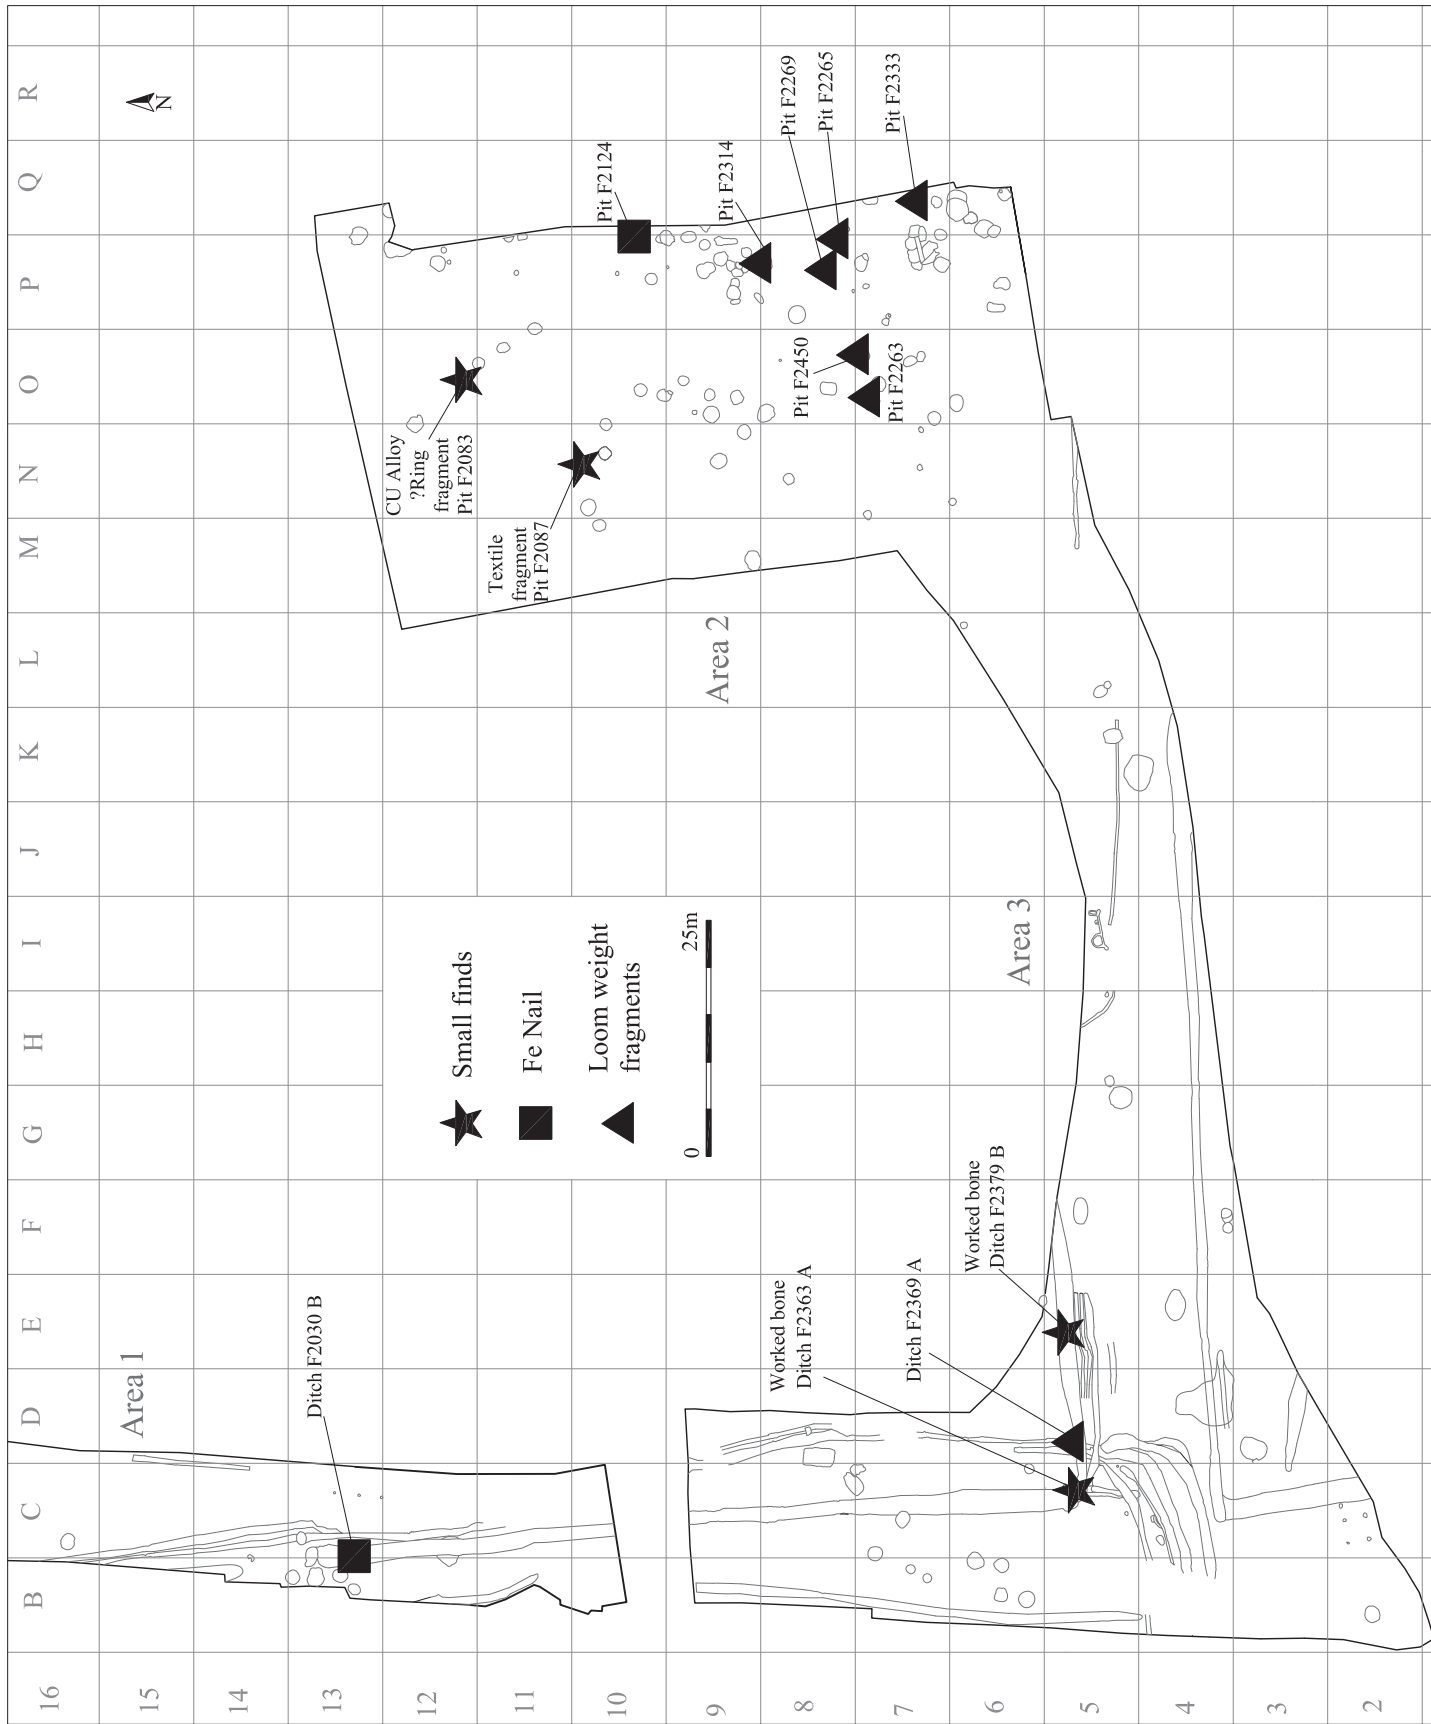 16
15
14
13
12
11
10
9
8
7
6
5
4
3
2
B
C
D
E
F
G
H
I
J
K
L
M
N
O
P
Q
R
N
Area 1
Ditch F2030 B
Small finds
Fe Nail
Loom weight
fragments
0
25m
Area 2
CU Alloy
?Ring
fragment
Pit F2083
Textile
fragment
Pit F2087
Pit F2124
Pit F2314
Pit F2269
Pit F2265
Pit F2333
Pit F2450
Pit F2263
Area 3
Worked bone
Ditch F2363 A
Ditch F2369 A
Worked bone
Ditch F2379 B